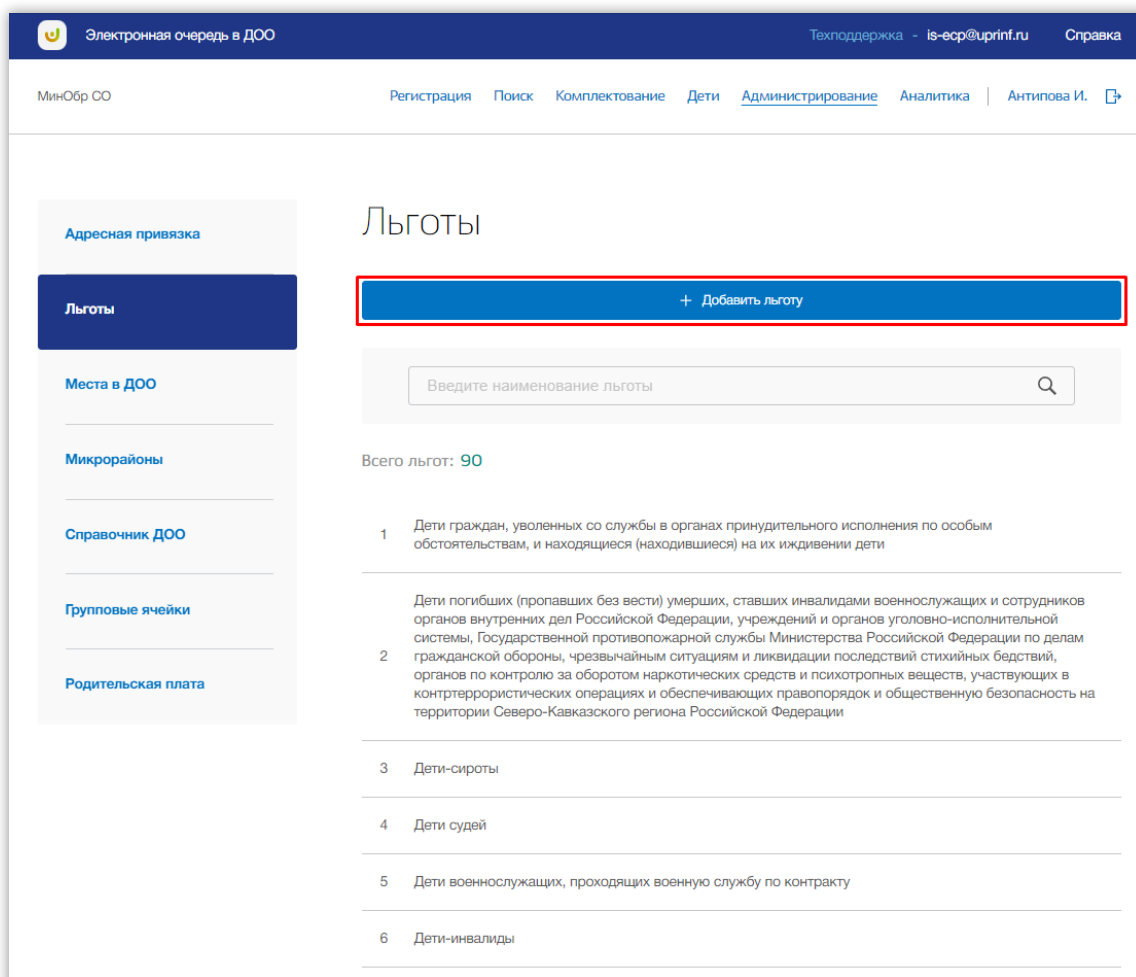 Электронная очередь в ДОО
Техподдержка - is-ecp@uprinf.ru Справка
МинОбр СО
Регистрация Поиск Комплектование Дети Администрирование Аналитика Антипова И.
Адресная привязка
Льготы
Места в ДОО
Микрорайоны
Справочник ДОО
Групповые ячейки
Родительская плата
Льготы
+ Добавить льготу
Введите наименование льготы
Всего льгот: 90
1 Дети граждан, уволенных со службы в органах принудительного исполнения по особым
обстоятельствам, и находящиеся (находившиеся) на их иждивении дети
Дети погибших (пропавших без вести) умерших, ставших инвалидами военнослужащих и сотрудников
органов внутренних дел Российской Федерации, учреждений и органов уголовно-исполнительной
системы, Государственной противопожарной службы Министерства Российской Федерации по делам
2 гражданской обороны, чрезвычайным ситуациям и ликвидации последствий стихийных бедствий,
органов по контролю за оборотом наркотических средств и психотропных веществ, участвующих в
контртеррористических операциях и обеспечивающих правопорядок и общественную безопасность на
территории Северо-Кавказского региона Российской Федерации
3 Дети-сироты
4 Дети судей
5 Дети военнослужащих, проходящих военную службу по контракту
6 Дети-инвалиды